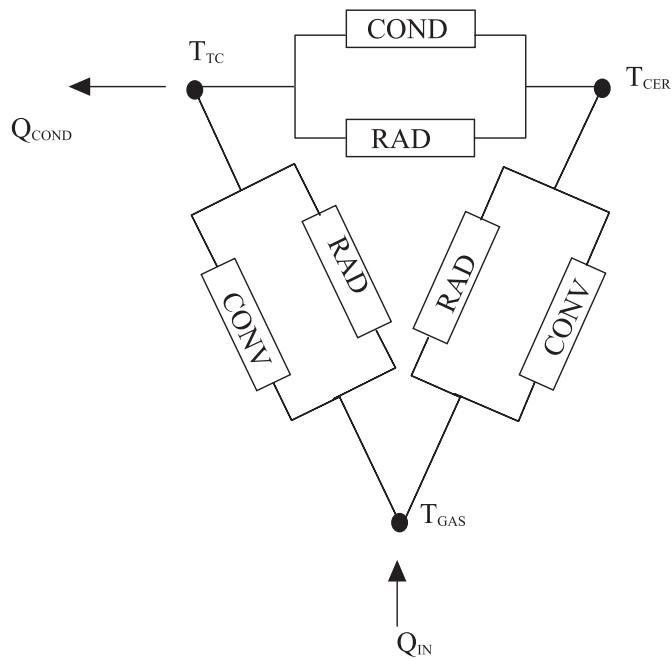 COND
T_TC
T_CER
Q_COND
RAD
RAD
RAD
CONV
CONV
T_GAS
Q_IN